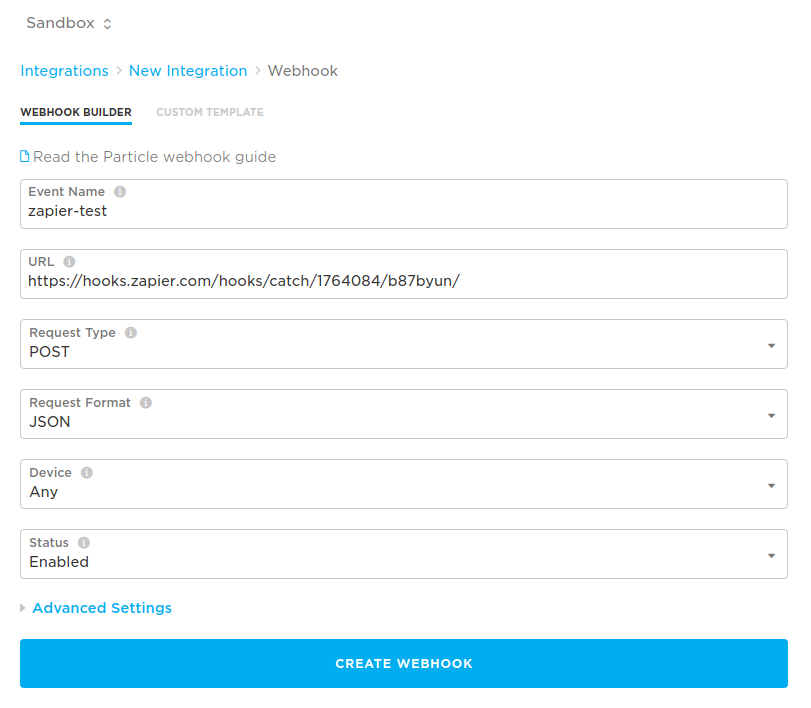 Sandbox
Integrations > New Integration > Webhook
WEBHOOK BUILDER CUSTOM TEMPLATE
Read the Particle webhook guide
Event Name
zapier-test
URL
https://hooks.zapier.com/hooks/catch/1764084/b87byun/
Request Type
POST
Request Format
JSON
Device
Any
Status
Enabled
Advanced Settings
CREATE WEBHOOK